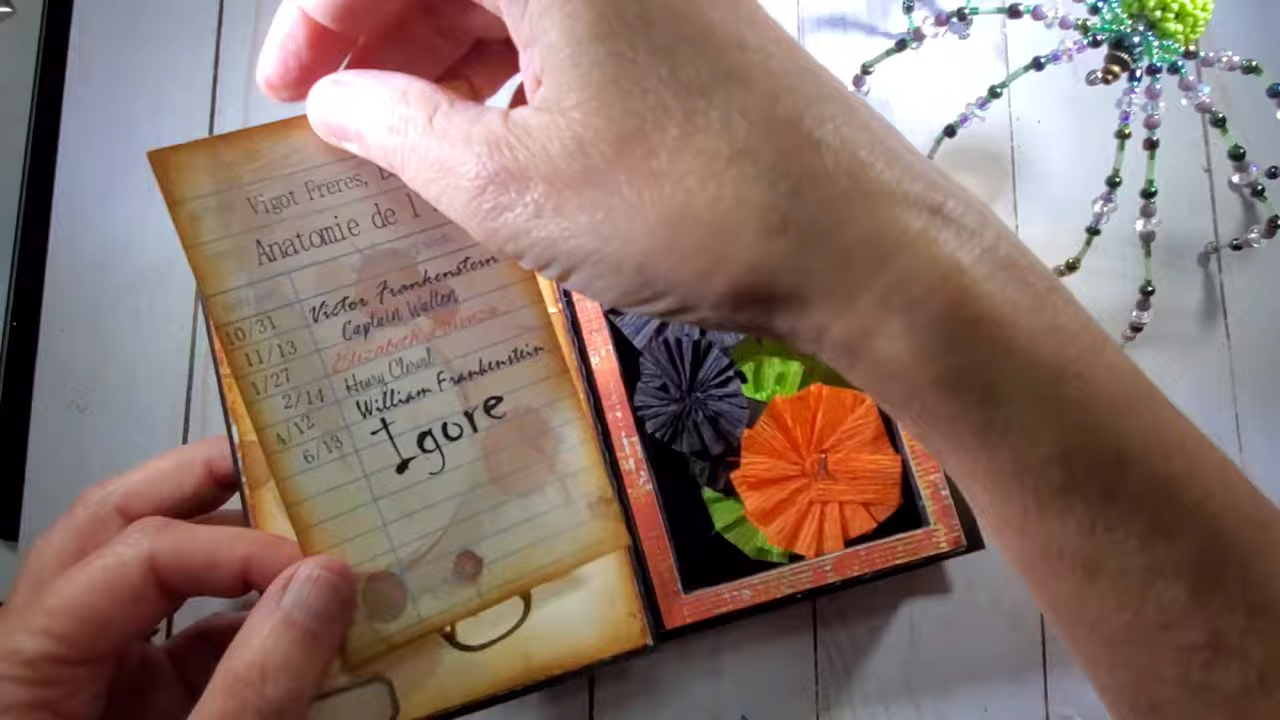 Vigot Freres,
Anatomie de l
10/31 Victor Frankenstein
11/13 Captain Walton
1/27 Elizabeth
2/14 Henry Clerval
4/12 William Frankenstein
6/13 Igore